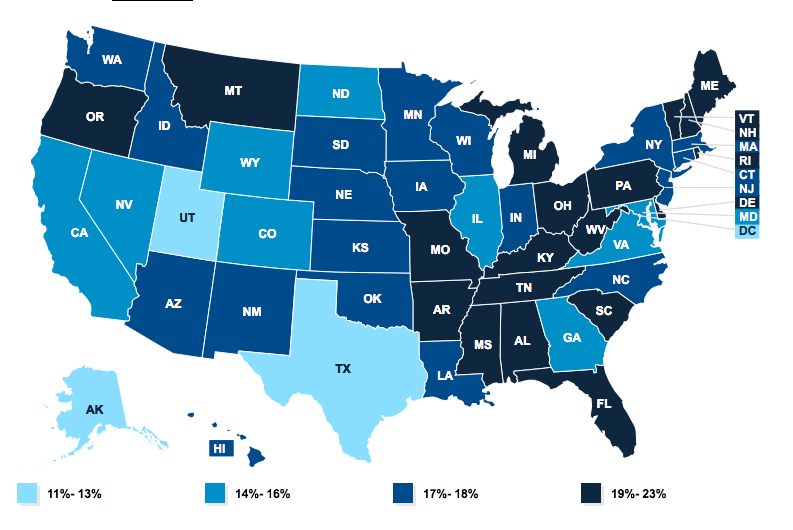 WA
MT
ND
MN
ME
OR
ID
SD
WI
MI
NY
VT
NH
MA
RI
CT
NJ
DE
MD
DC
WY
NE
IA
PA
NV
UT
CO
IL
IN
OH
CA
KS
MO
KY
WV
VA
AZ
NM
OK
AR
TN
NC
SC
TX
LA
MS
AL
GA
FL
AK
HI
11%- 13%
14%- 16%
17%- 18%
19%- 23%